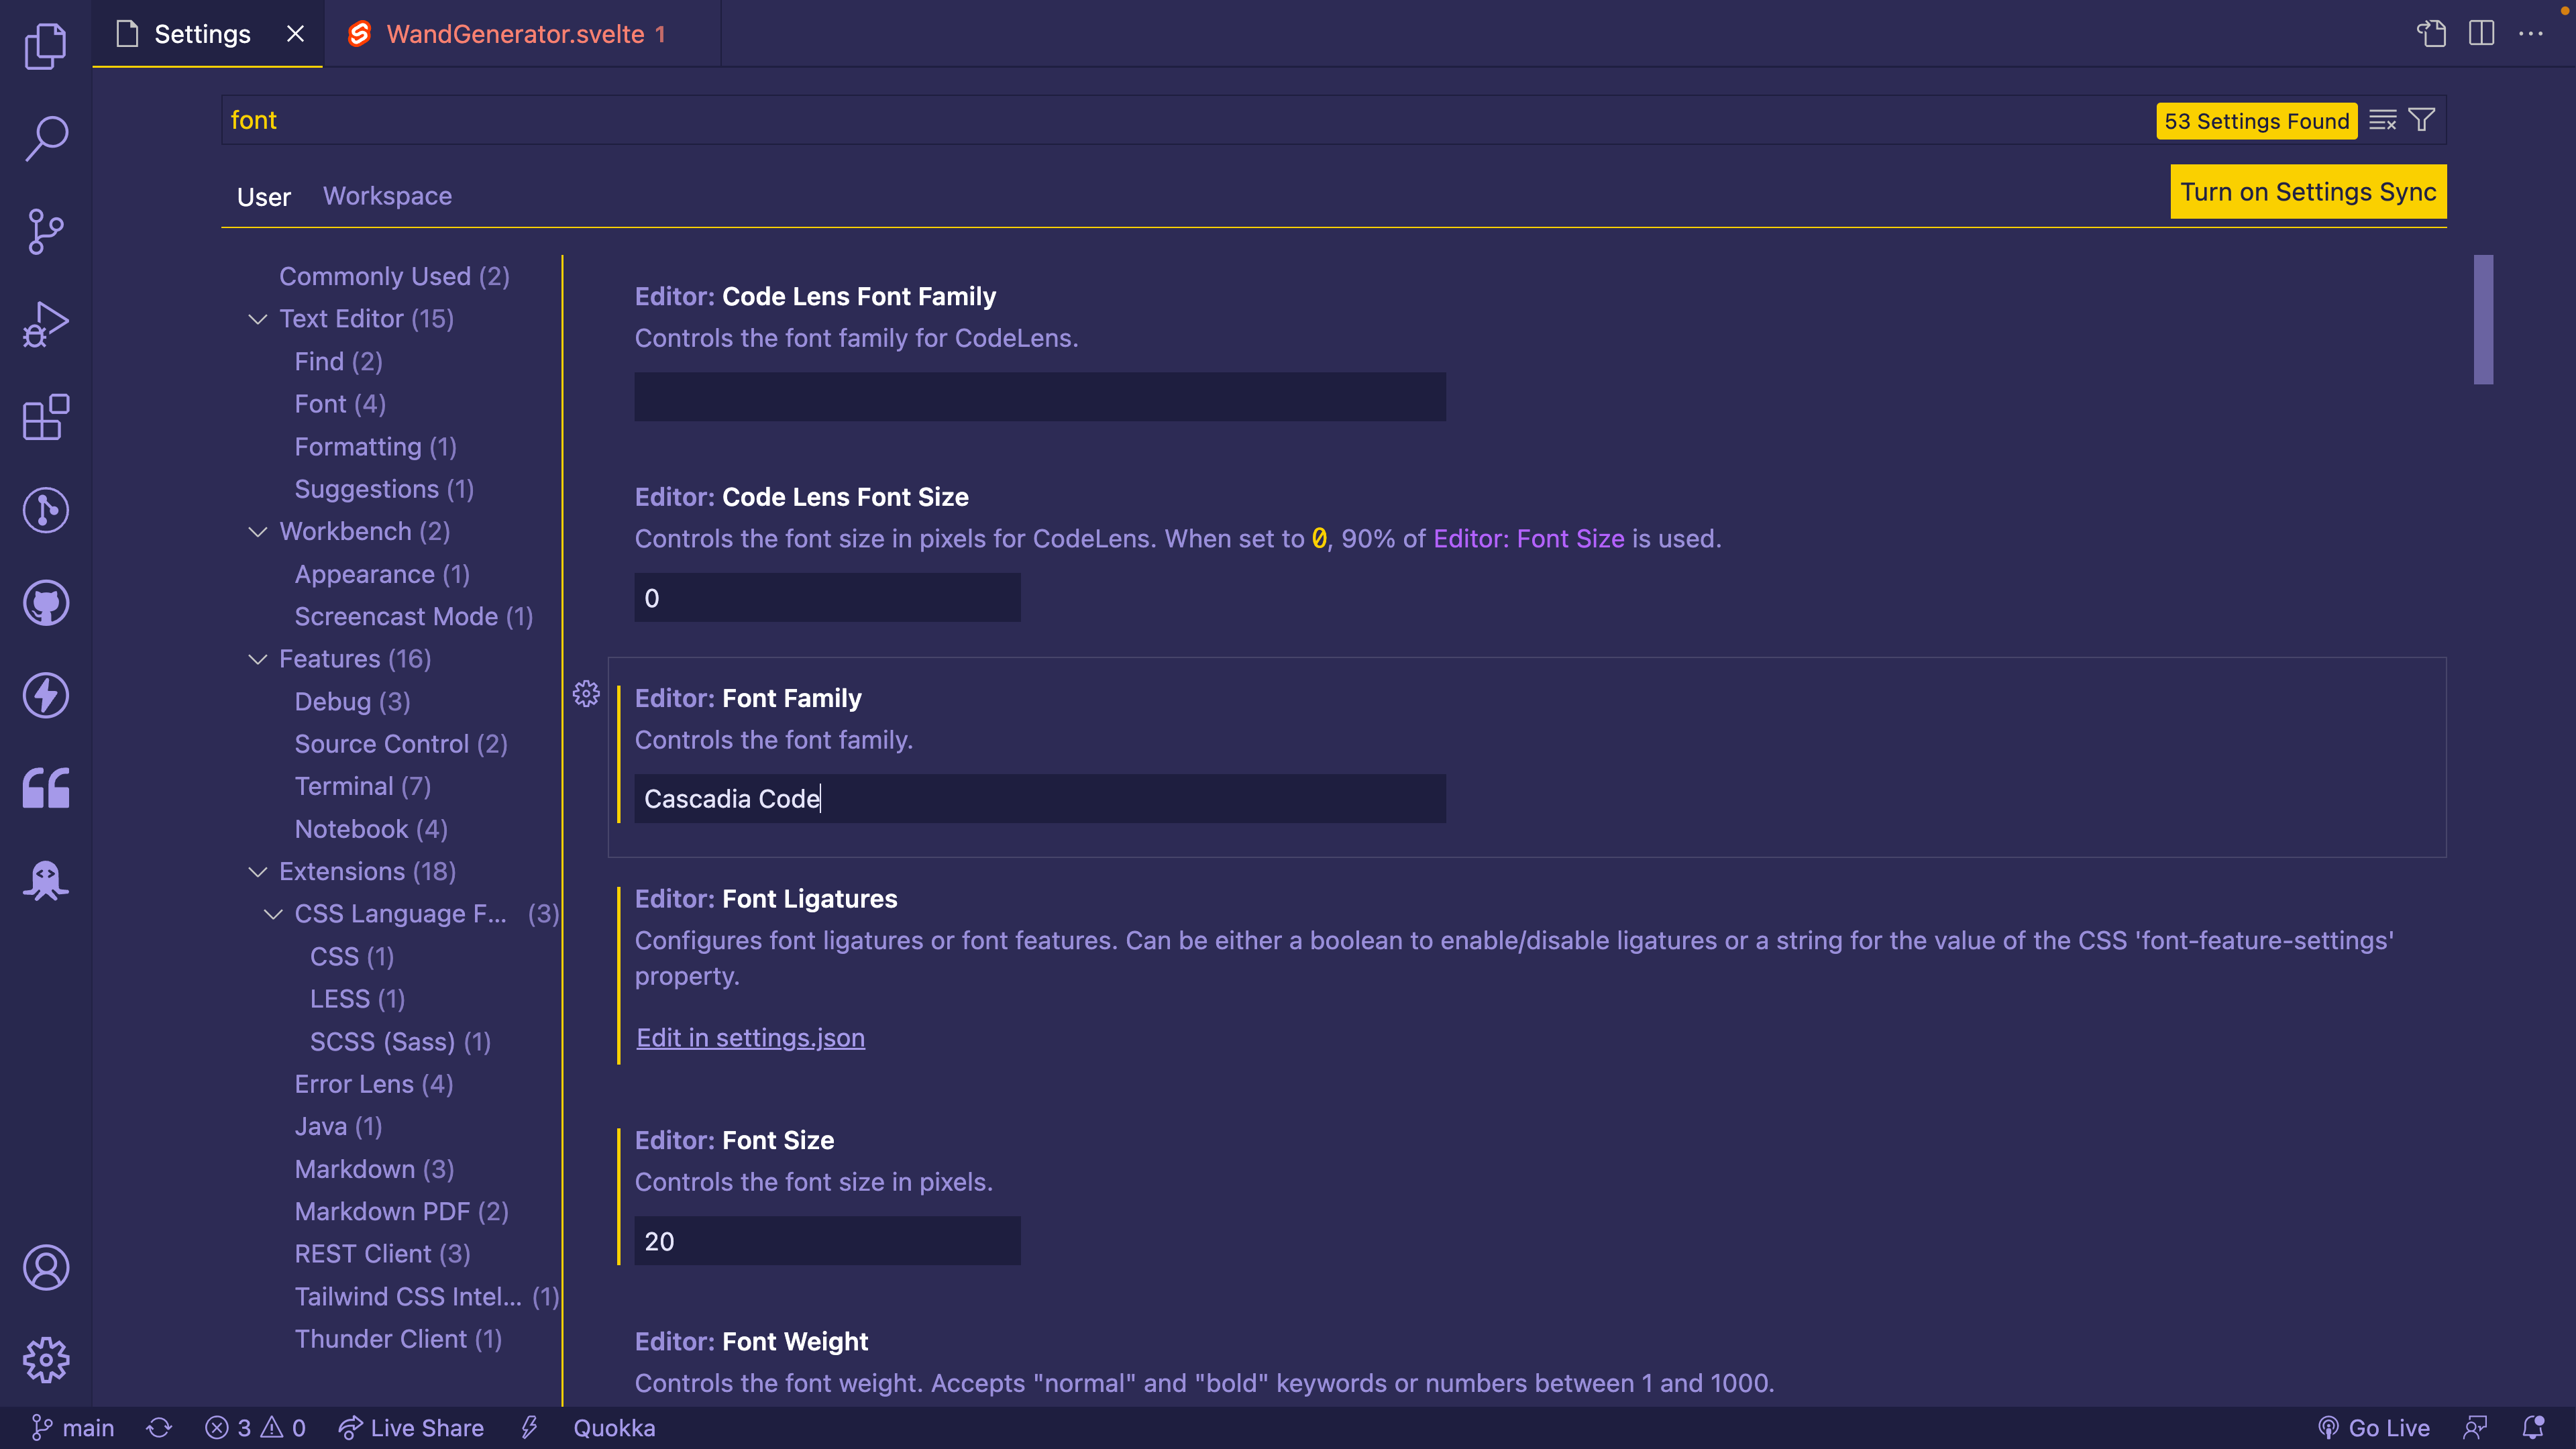 Settings
WandGenerator.svelte 1
font
53 Settings Found
User
Workspace
Turn on Settings Sync
Commonly Used (2)
Text Editor (15)
Find (2)
Font (4)
Formatting (1)
Suggestions (1)
Workbench (2)
Appearance (1)
Screencast Mode (1)
Features (16)
Debug (3)
Source Control (2)
Terminal (7)
Notebook (4)
Extensions (18)
CSS Language F... (3)
CSS (1)
LESS (1)
SCSS (Sass) (1)
Error Lens (4)
Java (1)
Markdown (3)
Markdown PDF (2)
REST Client (3)
Tailwind CSS Intel... (1)
Thunder Client (1)
Editor: Code Lens Font Family
Controls the font family for CodeLens.
Editor: Code Lens Font Size
Controls the font size in pixels for CodeLens. When set to 0, 90% of Editor: Font Size is used.
0
Editor: Font Family
Controls the font family.
Cascadia Code
Editor: Font Ligatures
Configures font ligatures or font features. Can be either a boolean to enable/disable ligatures or a string for the value of the CSS 'font-feature-settings'
property.
Edit in settings.json
Editor: Font Size
Controls the font size in pixels.
20
Editor: Font Weight
Controls the font weight. Accepts "normal" and "bold" keywords or numbers between 1 and 1000.
main
3
0
Live Share
Quokka
Go Live